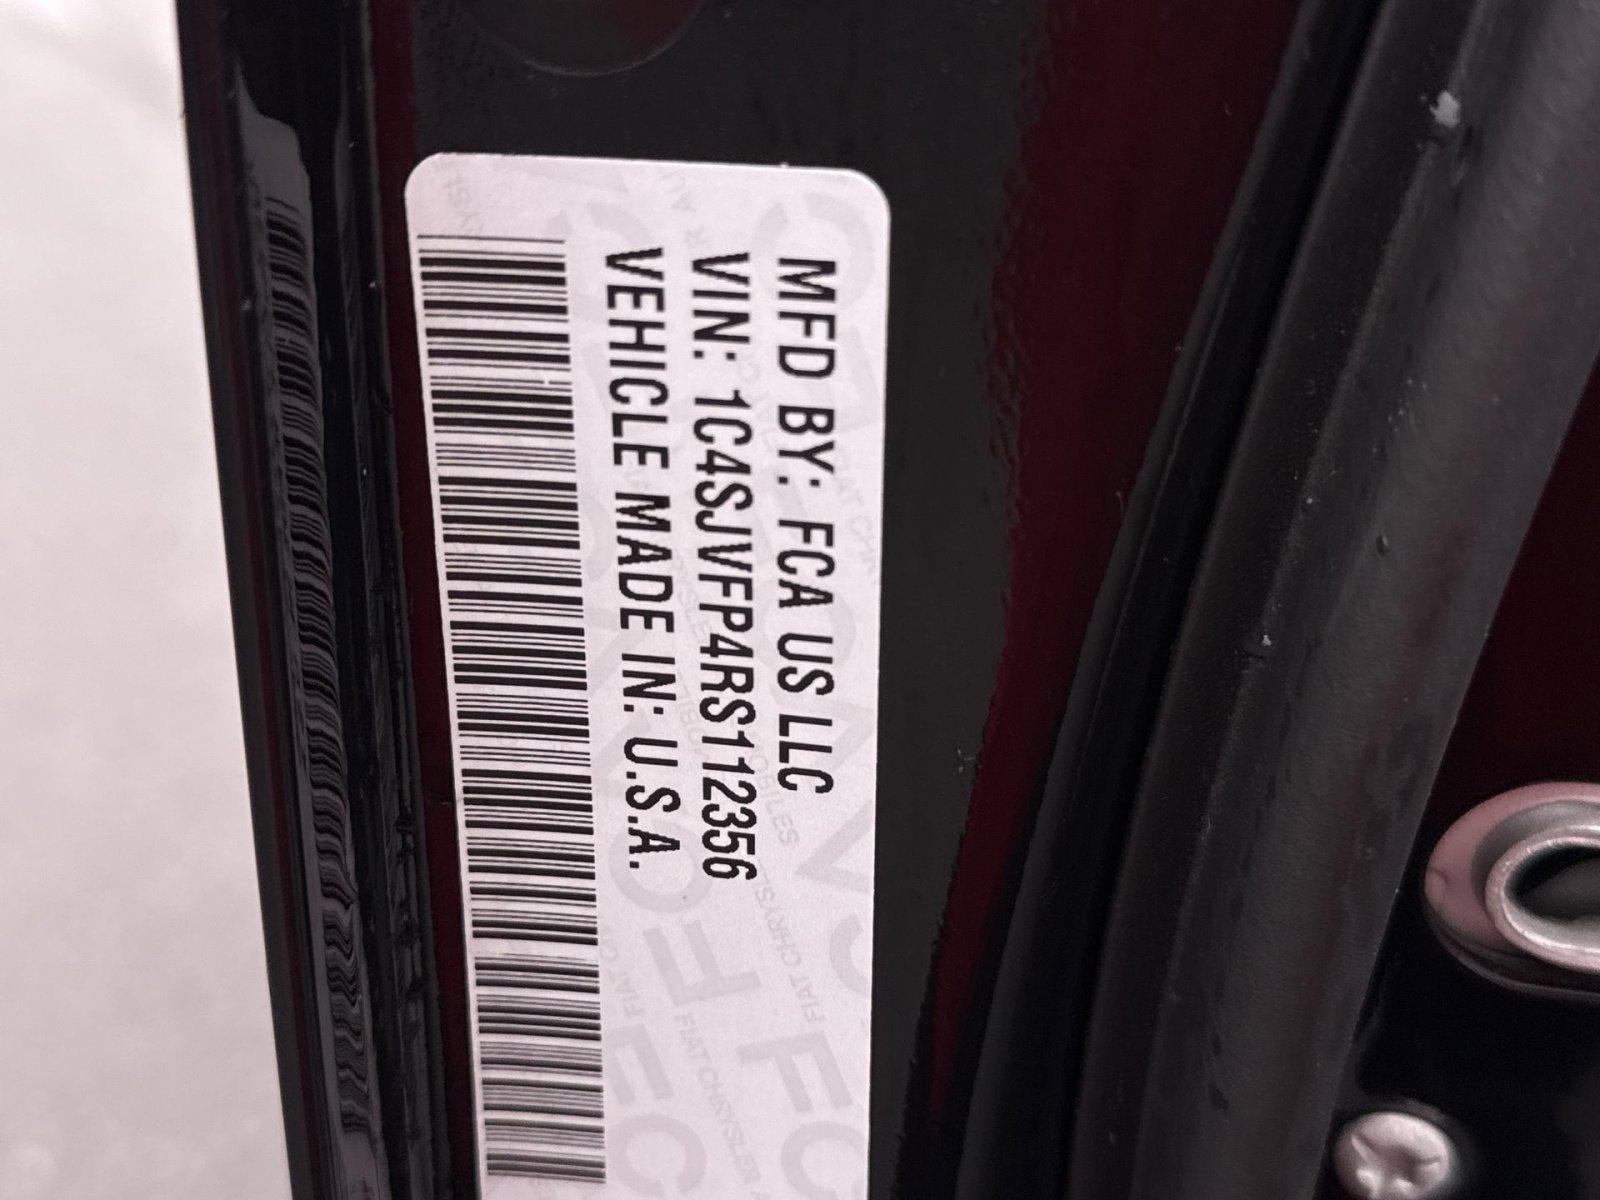 MFD BY: FCA US LLC
VIN: 1C4SJVFP4RS112356
VEHICLE MADE IN: U.S.A.